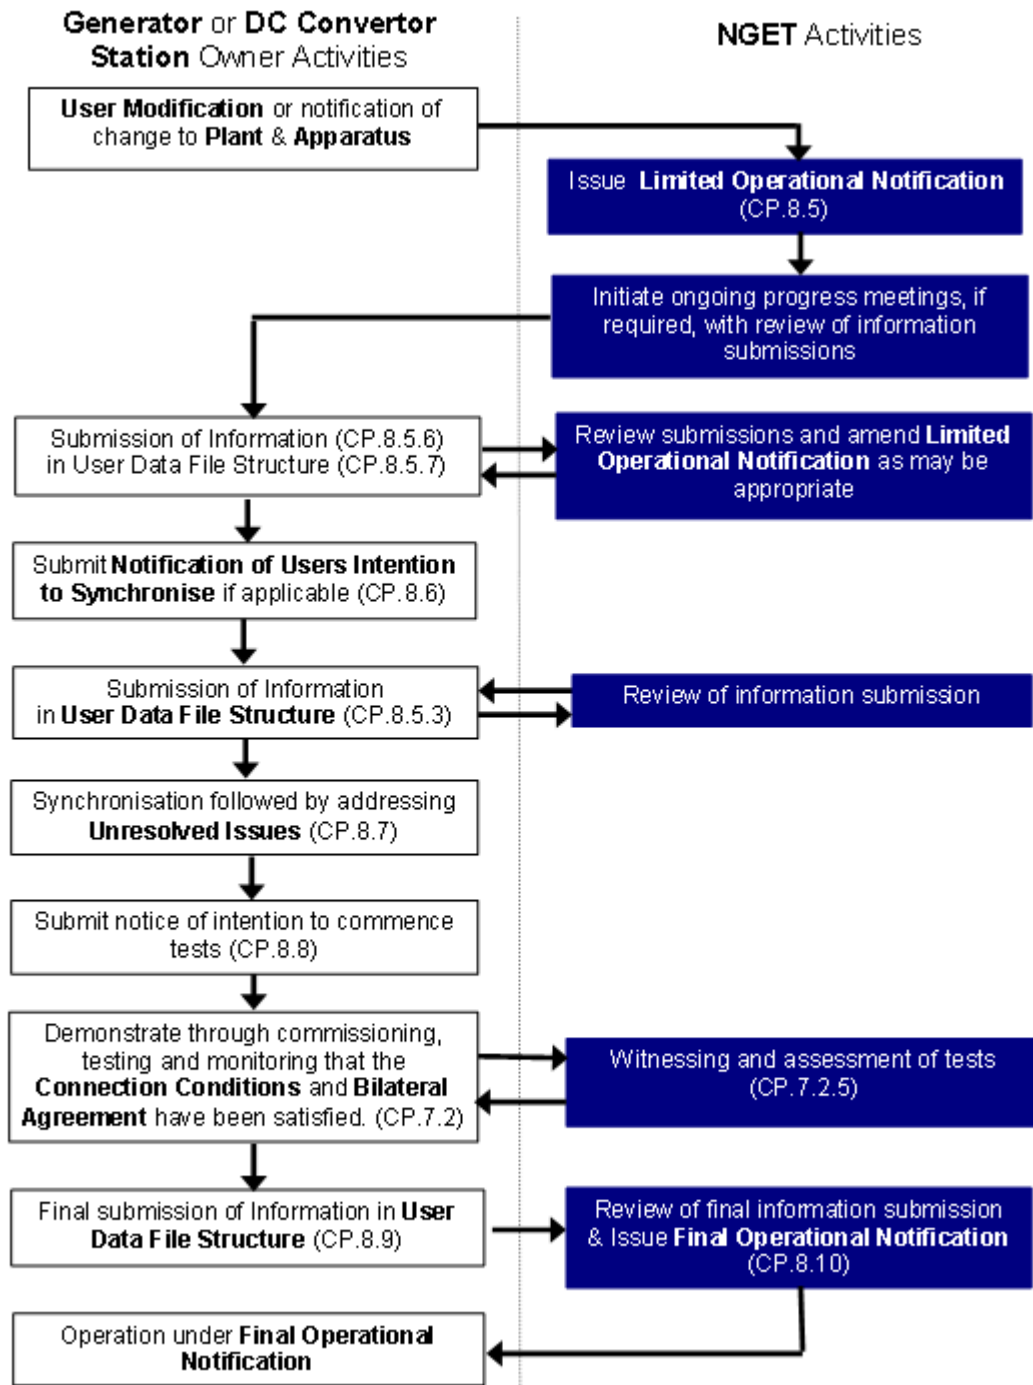 Generator or DC Convertor
Station Owner Activities
NGET Activities
User Modification or notification of
change to Plant & Apparatus
Issue Limited Operational Notification
(CP.8.5)
Initiate ongoing progress meetings, if
required, with review of information
submissions
Submission of Information (CP.8.5.6)
in User Data File Structure (CP.8.5.7)
Review submissions and amend Limited
Operational Notification as may be
appropriate
Submit Notification of Users Intention
to Synchronise if applicable (CP.8.6)
Submission of Information
in User Data File Structure (CP.8.5.3)
Review of information submission
Synchronisation followed by addressing
Unresolved Issues (CP.8.7)
Submit notice of intention to commence
tests (CP.8.8)
Demonstrate through commissioning,
testing and monitoring that the
Connection Conditions and Bilateral
Agreement have been satisfied. (CP.7.2)
Witnessing and assessment of tests
(CP.7.2.5)
Final submission of Information in User
Data File Structure (CP.8.9)
Review of final information submission
& Issue Final Operational Notification
(CP.8.10)
Operation under Final Operational
Notification